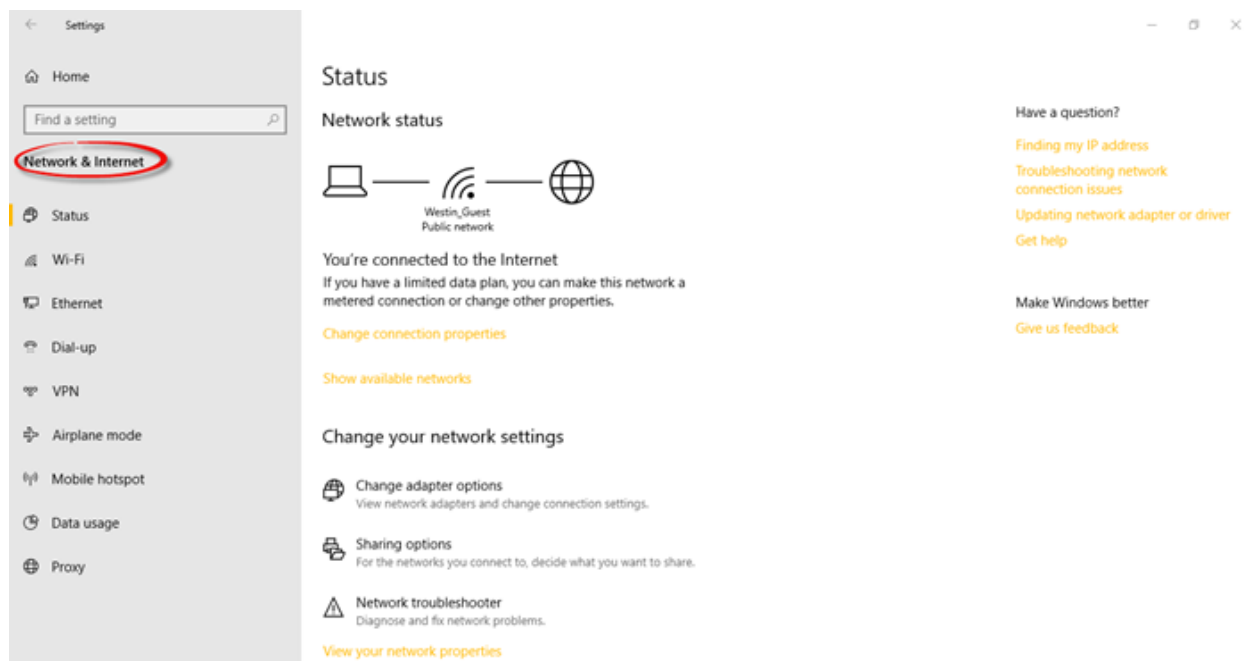 Settings
Home
Find a setting
Network & Internet
Status
Wi-Fi
Ethernet
Dial-up
VPN
Airplane mode
Mobile hotspot
Data usage
Proxy
Status
Network status
Westin_Guest
Public network
You're connected to the Internet
If you have a limited data plan, you can make this network a
metered connection or change other properties.
Change connection properties
Show available networks
Change your network settings
Change adapter options
View network adapters and change connection settings.
Sharing options
For the networks you connect to, decide what you want to share.
Network troubleshooter
Diagnose and fix network problems.
View your network properties
Have a question?
Finding my IP address
Troubleshooting network
connection issues
Updating network adapter or driver
Get help
Make Windows better
Give us feedback